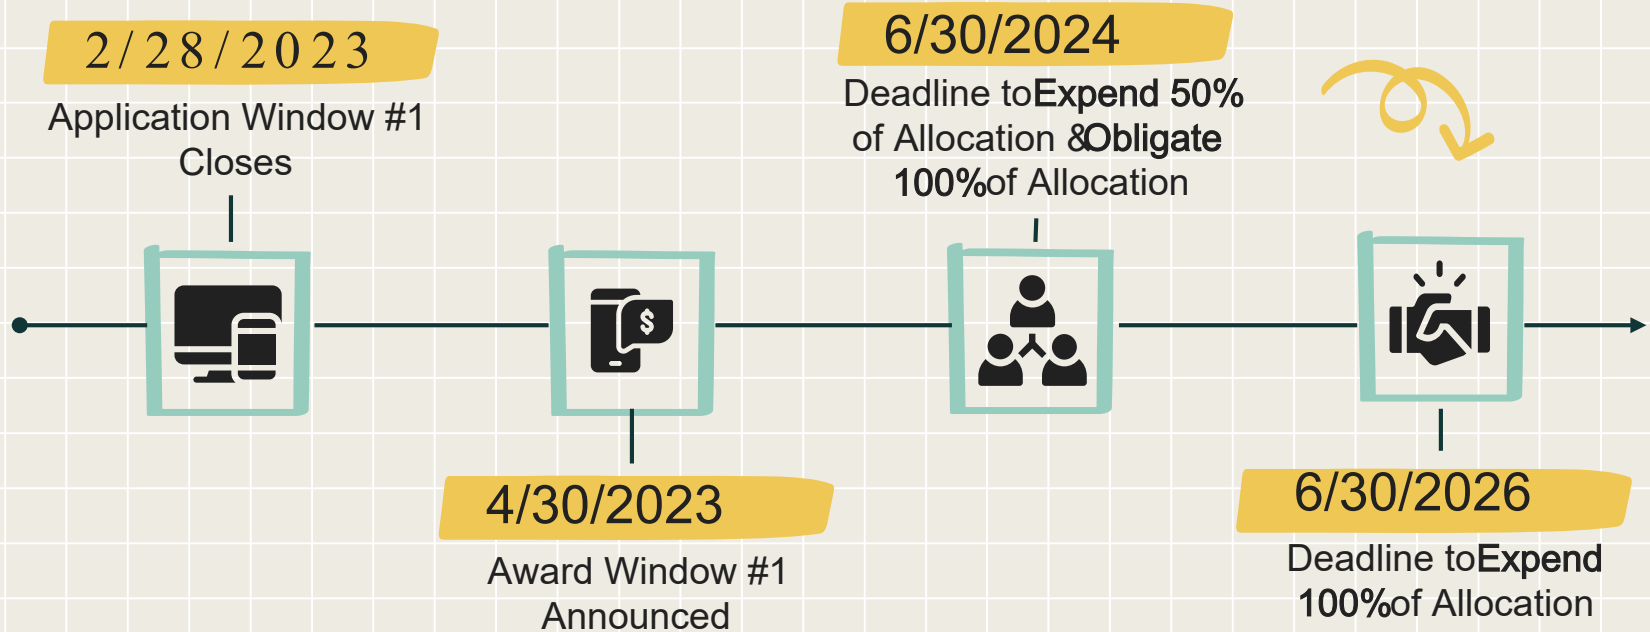 2/28/2023
Application Window #1
Closes
$
4/30/2023
Award Window #1
Announced
6/30/2024
Deadline to Expend 50%
of Allocation & Obligate
100% of Allocation
6/30/2026
Deadline to Expend
100% of Allocation